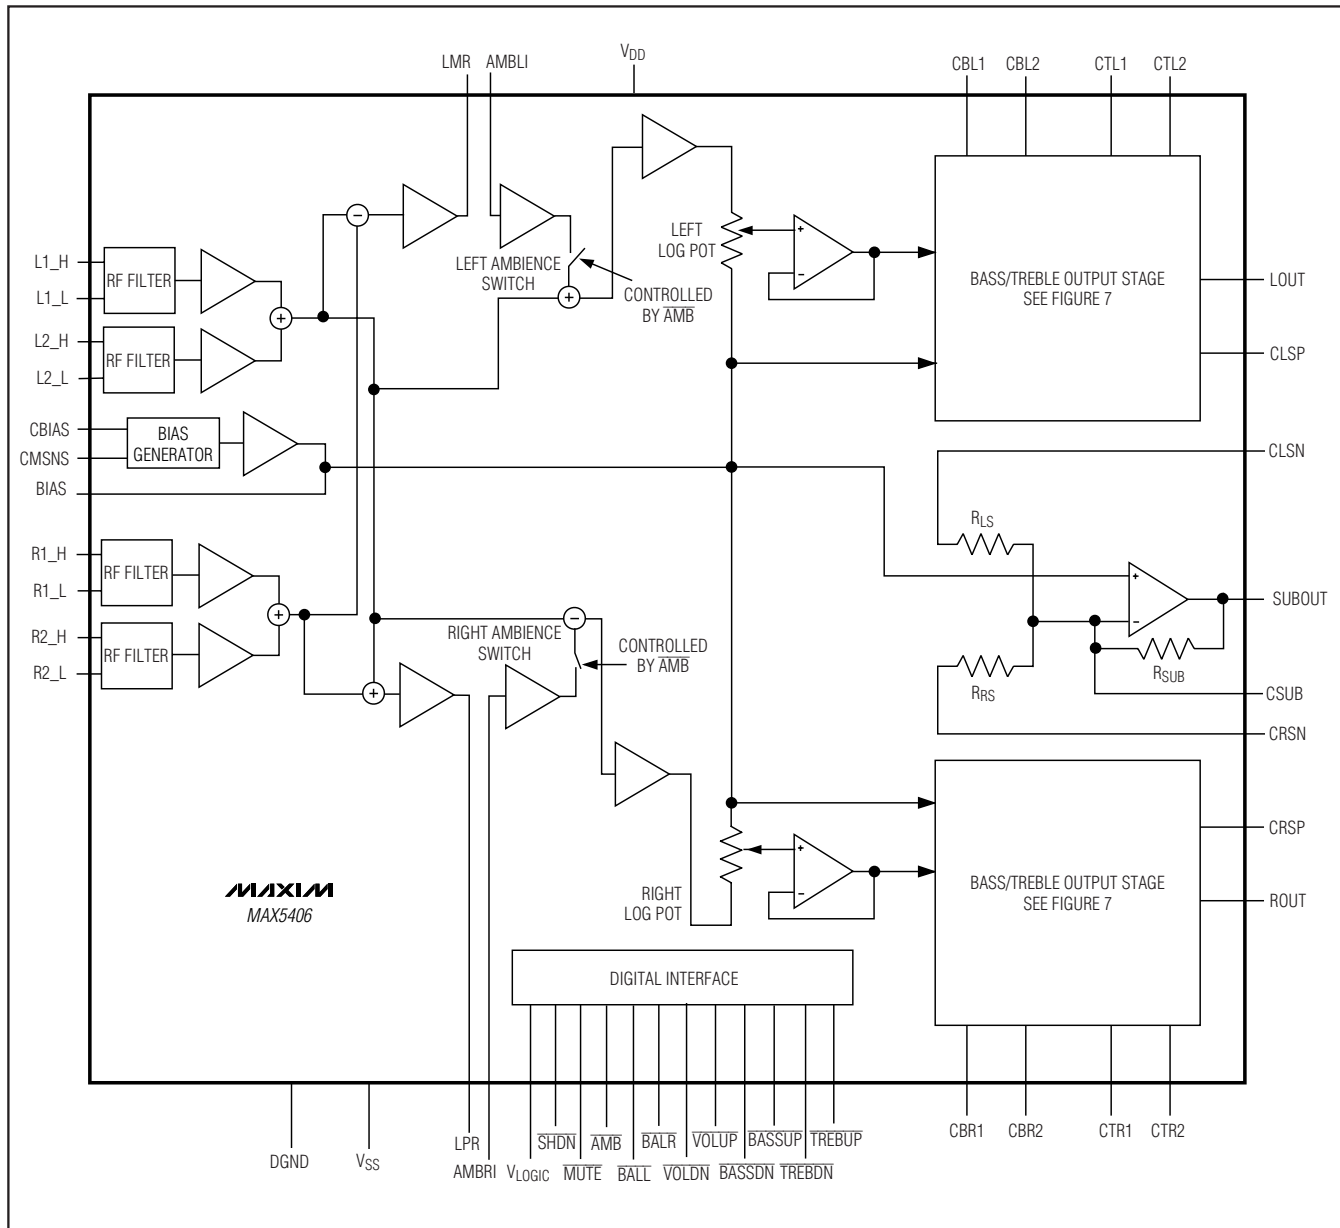 LMR AMBLI
VDD
CBL1 CBL2 CTL1 CTL2
L1_H
L1_L
RF FILTER
L2_H
L2_L
RF FILTER
+
−
LEFT AMBIENCE
SWITCH
+
CONTROLLED
BY AMB
LEFT
LOG POT
+
−
BASS/TREBLE OUTPUT STAGE
SEE FIGURE 7
LOUT
CLSP
CBIAS
CMSNS
BIAS
BIAS
GENERATOR
CLSN
RLS
R1_H
R1_L
RF FILTER
R2_H
R2_L
RF FILTER
+
+
−
RIGHT AMBIENCE
SWITCH
CONTROLLED
BY AMB
+
−
SUBOUT
RSUB
RRS
CSUB
CRSN
MAXIM
MAX5406
RIGHT
LOG POT
+
−
BASS/TREBLE OUTPUT STAGE
SEE FIGURE 7
CRSP
ROUT
DIGITAL INTERFACE
DGND
VSS
LPR
AMBRI
VLOGIC
SHDN
MUTE
AMB
BALL
BALR
VOLDN
VOLUP
BASSDN
BASSUP
TREBDN
TREBUP
CBR1 CBR2 CTR1 CTR2